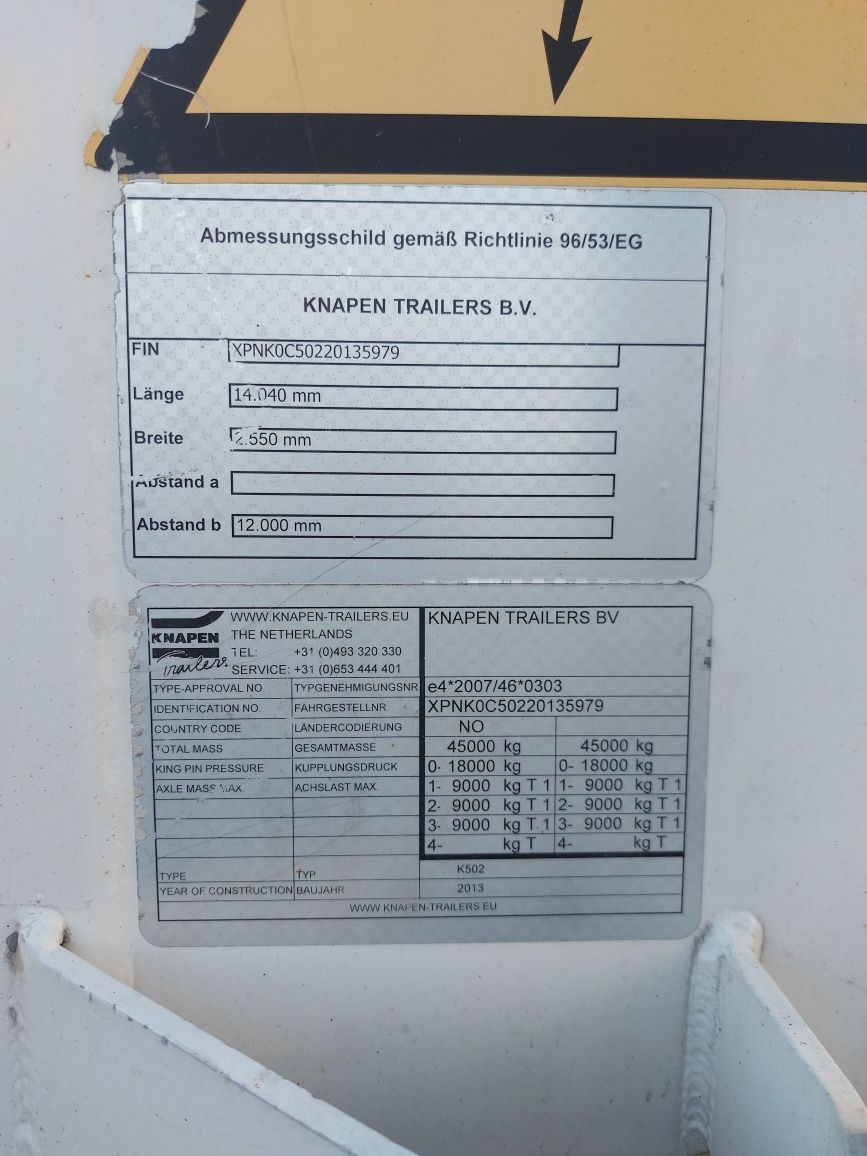 Abmessungsschild gemäß Richtlinie 96/53/EG
KNAPEN TRAILERS B.V.
FIN XPNK0C50220135979
Länge 14.040 mm
Breite 2.550 mm
Abstand a
Abstand b 12.000 mm
KNAPEN Trailers
WWW.KNAPEN-TRAILERS.EU
THE NETHERLANDS
TEL: +31 (0)493 320 330
SERVICE: +31 (0)653 444 401
KNAPEN TRAILERS BV
TYPE-APPROVAL NO. TYPGENEHMIGUNGSNR. e4*2007/46*0303
IDENTIFICATION NO. FAHRGESTELLNR. XPNK0C50220135979
COUNTRY CODE LÄNDERCODIERUNG NO
TOTAL MASS GESAMTMASSE 45000 kg 45000 kg
KING PIN PRESSURE KUPPLUNGSDRUCK 0- 18000 kg 0- 18000 kg
AXLE MASS MAX. ACHSLAST MAX. 1- 9000 kg T 1 1- 9000 kg T 1
2- 9000 kg T 1 2- 9000 kg T 1
3- 9000 kg T 1 3- 9000 kg T 1
4- kg T 4- kg T
TYPE TYP K502
YEAR OF CONSTRUCTION BAUJAHR 2013
WWW.KNAPEN-TRAILERS.EU